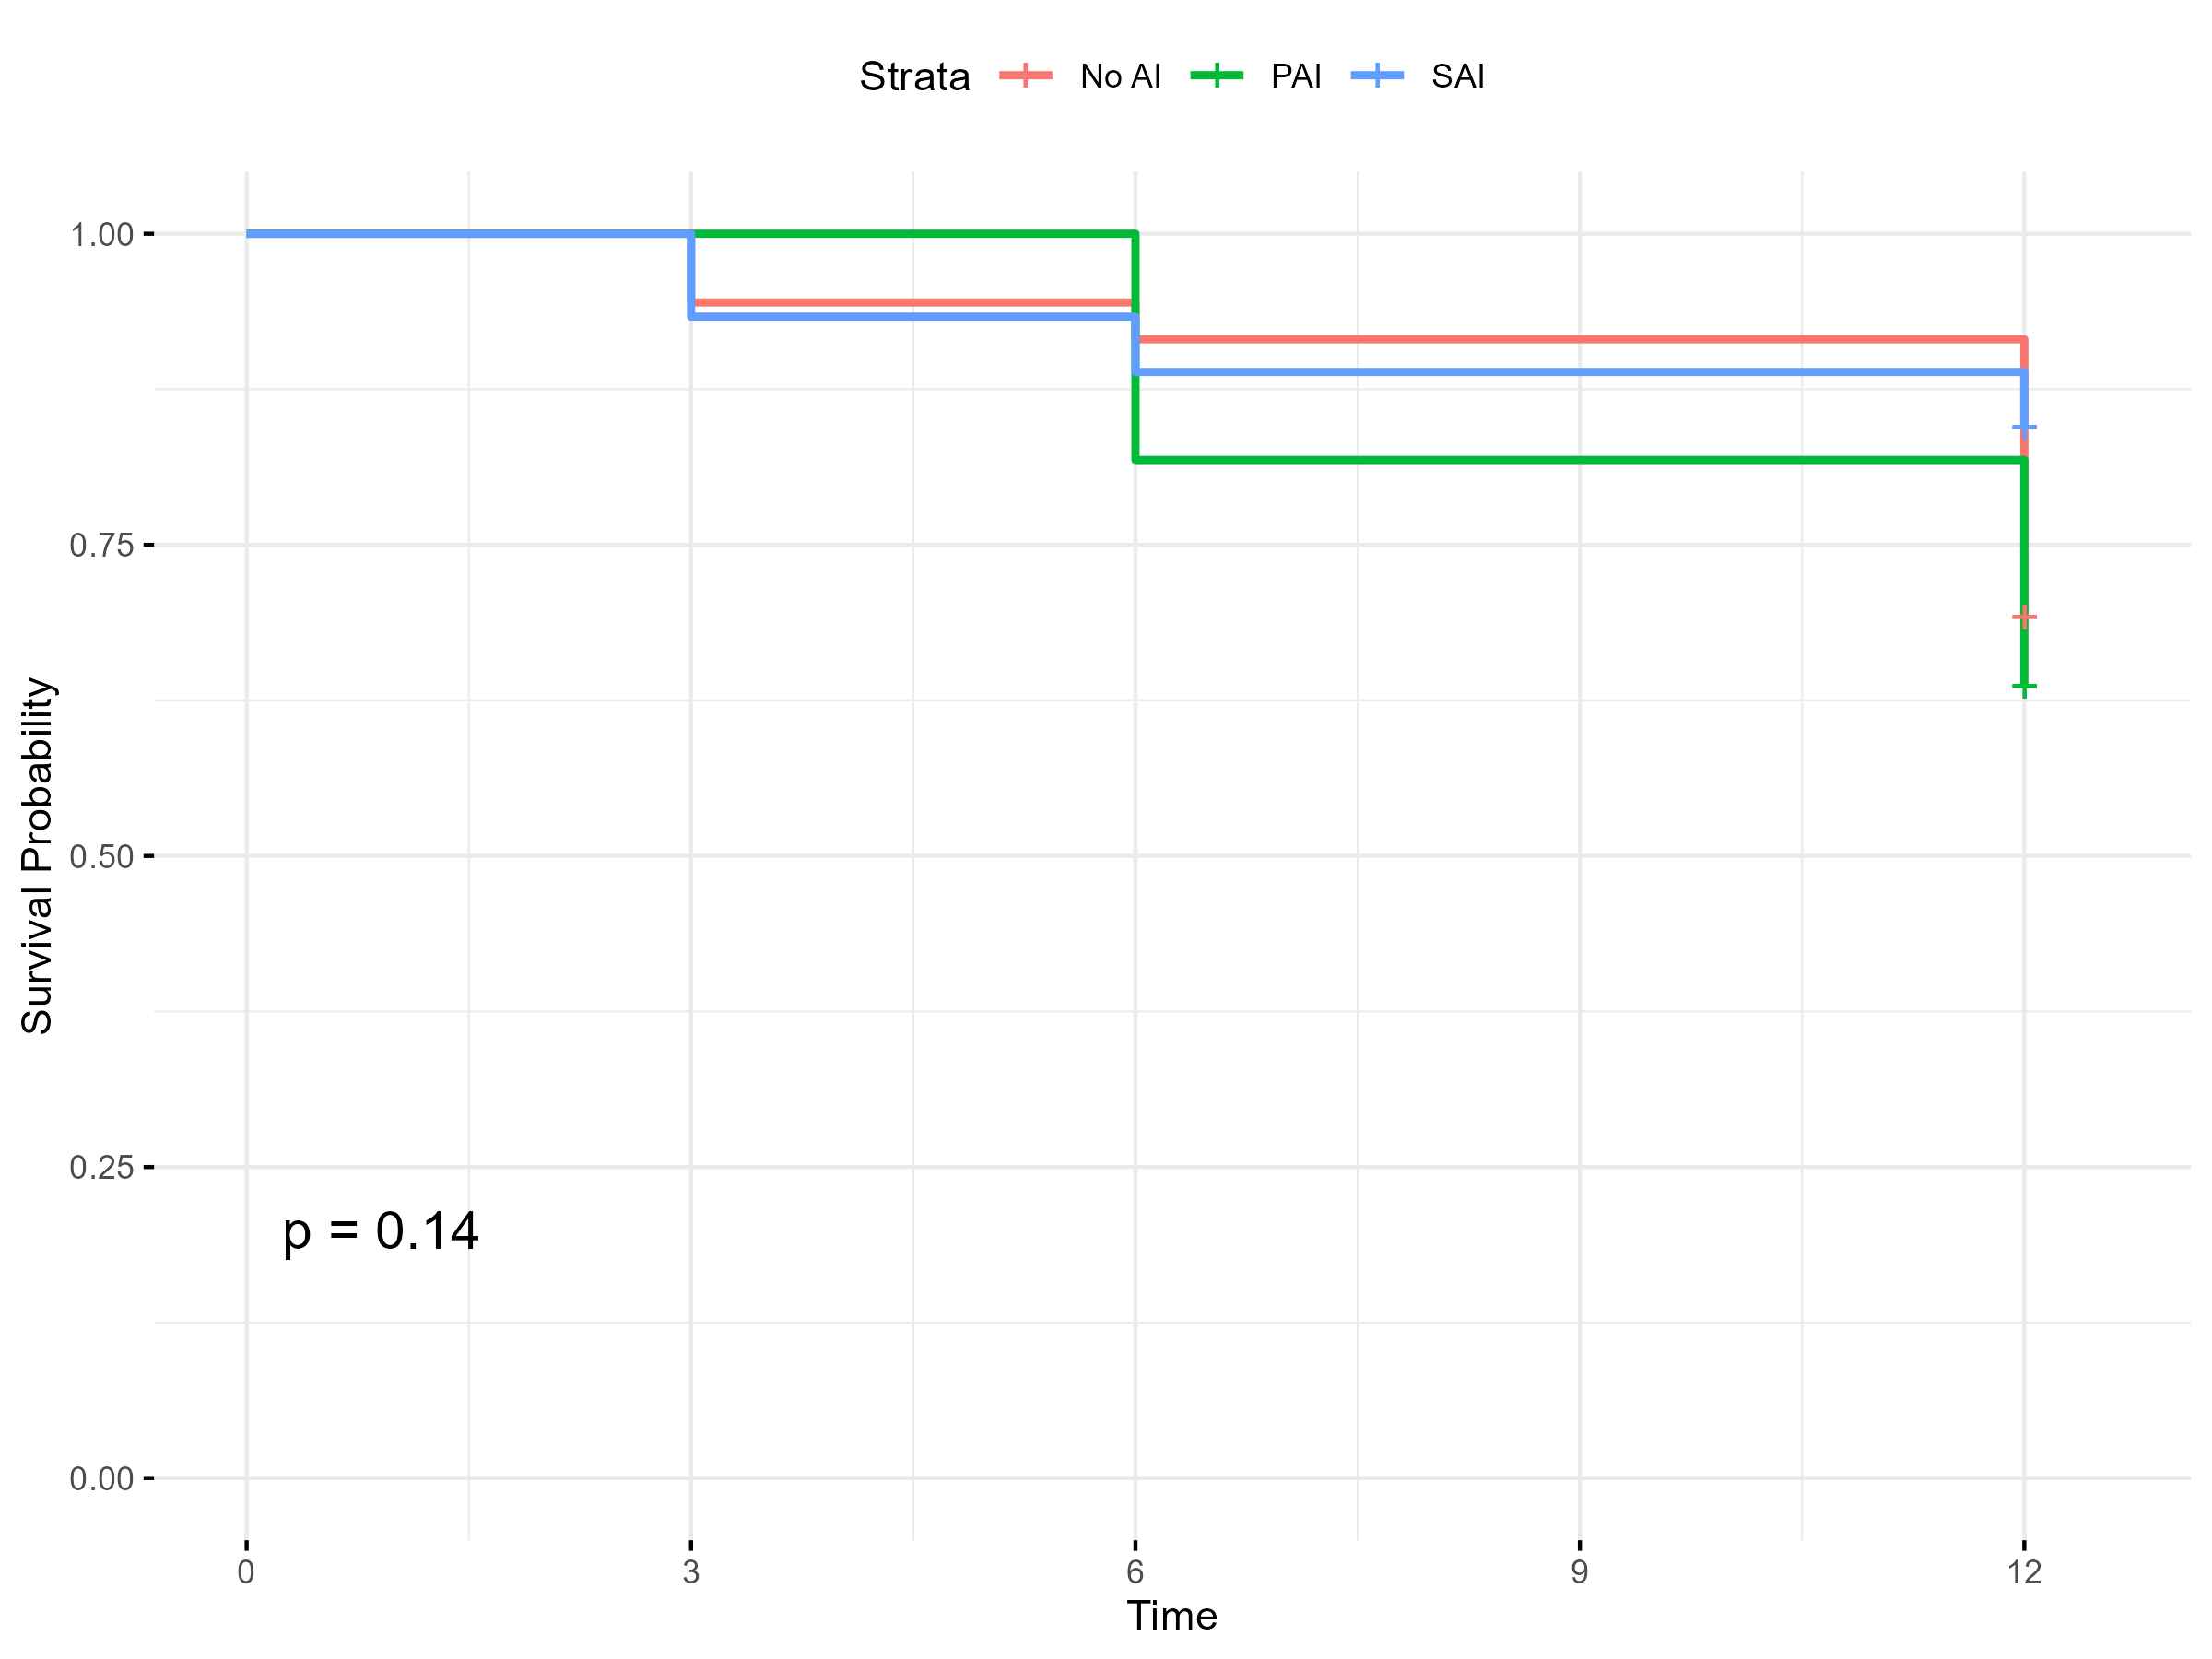 Strata No AI PAI SAI
Survival Probability
1.00
0.75
0.50
0.25
0.00
p = 0.14
0 3 6 9 12
Time